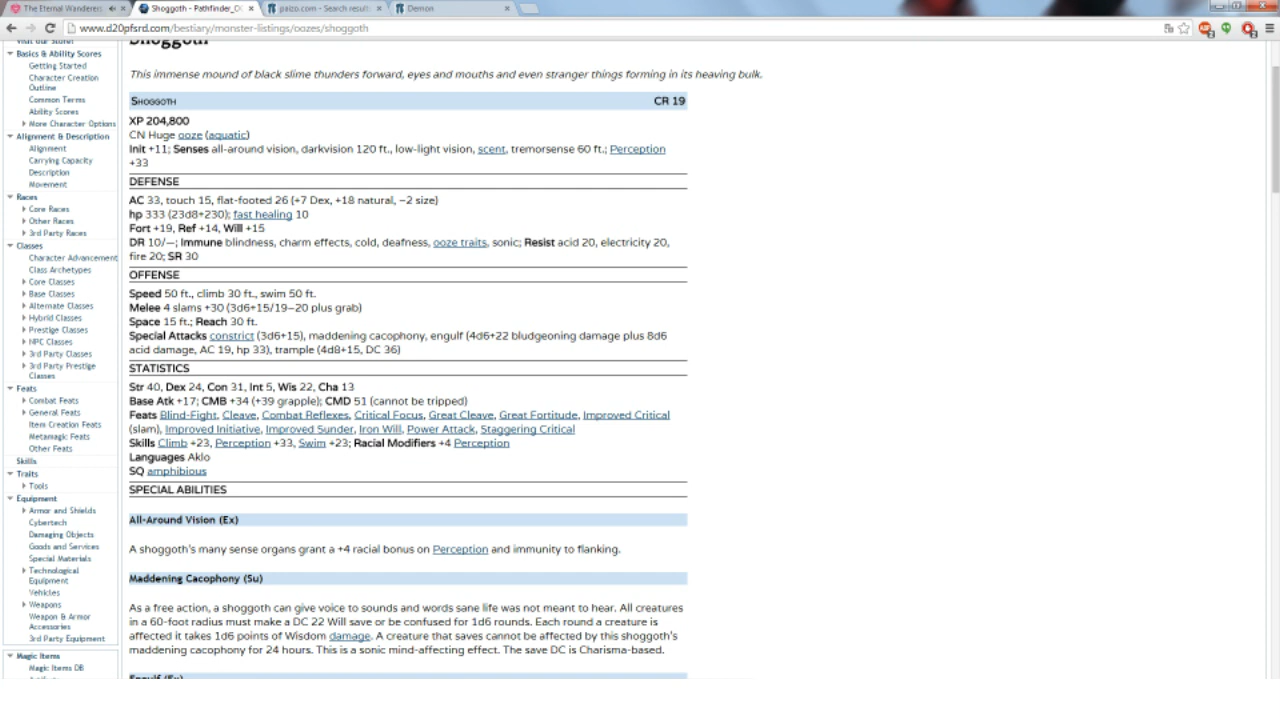 The Eternal Wanderers
Shoggoth - Pathfinder_O
paizo.com - Search result
Demon
www.d20pfsrd.com/bestiary/monster-listings/oozes/shoggoth
Visit our Store!
Basics & Ability Scores
Getting Started
Character Creation
Outline
Common Terms
Ability Scores
More Character Options
Alignment & Description
Alignment
Carrying Capacity
Description
Movement
Races
Core Races
Other Races
3rd Party Races
Classes
Character Advancement
Class Archetypes
Core Classes
Base Classes
Alternate Classes
Hybrid Classes
Prestige Classes
NPC Classes
3rd Party Classes
3rd Party Prestige
Classes
Feats
Combat Feats
General Feats
Item Creation Feats
Metamagic Feats
Other Feats
Skills
Traits
Tools
Equipment
Armor and Shields
Cybertech
Damaging Objects
Goods and Services
Special Materials
Technological
Equipment
Vehicles
Weapons
Weapon & Armor
Accessories
3rd Party Equipment
Magic Items
Magic Items DB
Shoggoth
This immense mound of black slime thunders forward, eyes and mouths and even stranger things forming in its heaving bulk.
SHOGGOTH CR 19
XP 204,800
CN Huge ooze (aquatic)
Init +11; Senses all-around vision, darkvision 120 ft., low-light vision, scent, tremorsense 60 ft.; Perception
+33
DEFENSE
AC 33, touch 15, flat-footed 26 (+7 Dex, +18 natural, −2 size)
hp 333 (23d8+230); fast healing 10
Fort +19, Ref +14, Will +15
DR 10/—; Immune blindness, charm effects, cold, deafness, ooze traits, sonic; Resist acid 20, electricity 20,
fire 20; SR 30
OFFENSE
Speed 50 ft., climb 30 ft., swim 50 ft.
Melee 4 slams +30 (3d6+15/19–20 plus grab)
Space 15 ft.; Reach 30 ft.
Special Attacks constrict (3d6+15), maddening cacophony, engulf (4d6+22 bludgeoning damage plus 8d6
acid damage, AC 19, hp 33), trample (4d8+15, DC 36)
STATISTICS
Str 40, Dex 24, Con 31, Int 5, Wis 22, Cha 13
Base Atk +17; CMB +34 (+39 grapple); CMD 51 (cannot be tripped)
Feats Blind-Fight, Cleave, Combat Reflexes, Critical Focus, Great Cleave, Great Fortitude, Improved Critical
(slam), Improved Initiative, Improved Sunder, Iron Will, Power Attack, Staggering Critical
Skills Climb +23, Perception +33, Swim +23; Racial Modifiers +4 Perception
Languages Aklo
SQ amphibious
SPECIAL ABILITIES
All-Around Vision (Ex)
A shoggoth's many sense organs grant a +4 racial bonus on Perception and immunity to flanking.
Maddening Cacophony (Su)
As a free action, a shoggoth can give voice to sounds and words sane life was not meant to hear. All creatures
in a 60-foot radius must make a DC 22 Will save or be confused for 1d6 rounds. Each round a creature is
affected it takes 1d6 points of Wisdom damage. A creature that saves cannot be affected by this shoggoth's
maddening cacophony for 24 hours. This is a sonic mind-affecting effect. The save DC is Charisma-based.
Engulf (Ex)